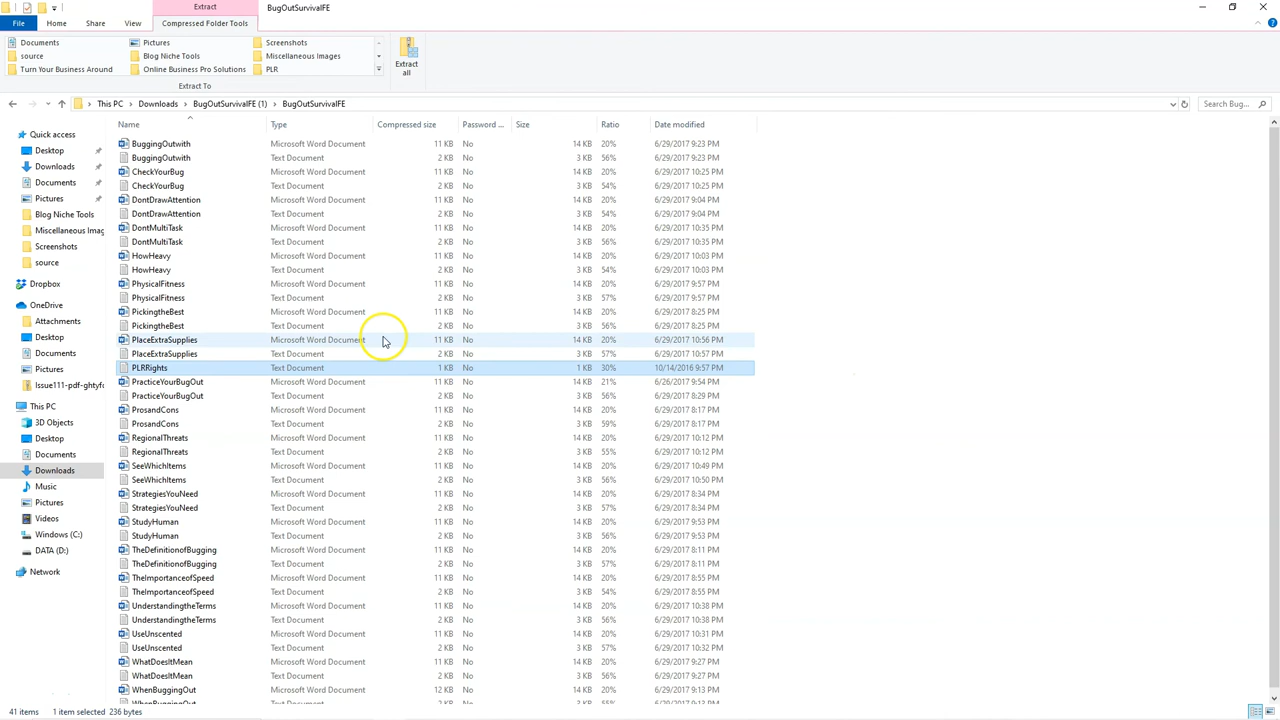 Extract
BugOutSurvivalFE
File Home Share View Compressed Folder Tools
Documents Pictures Screenshots
source Blog Niche Tools Miscellaneous Images
Turn Your Business Around Online Business Pro Solutions PLR
Extract all
Extract To
This PC Downloads BugOutSurvivalFE (1) BugOutSurvivalFE Search Bug...
Name Type Compressed size Password ... Size Ratio Date modified
Quick access
Desktop
Downloads
Documents
Pictures
Blog Niche Tools
Miscellaneous Imag
Screenshots
source
Dropbox
OneDrive
Attachments
Desktop
Documents
Pictures
Issue111-pdf-ghtyfo
This PC
3D Objects
Desktop
Documents
Downloads
Music
Pictures
Videos
Windows (C:)
DATA (D:)
Network
BuggingOutwith Microsoft Word Document 11 KB No 14 KB 20% 6/29/2017 9:23 PM
BuggingOutwith Text Document 2 KB No 3 KB 56% 6/29/2017 9:23 PM
CheckYourBug Microsoft Word Document 11 KB No 14 KB 20% 6/29/2017 10:25 PM
CheckYourBug Text Document 2 KB No 3 KB 54% 6/29/2017 10:25 PM
DontDrawAttention Microsoft Word Document 11 KB No 14 KB 20% 6/29/2017 9:04 PM
DontDrawAttention Text Document 2 KB No 3 KB 54% 6/29/2017 9:04 PM
DontMultiTask Microsoft Word Document 11 KB No 14 KB 20% 6/29/2017 10:35 PM
DontMultiTask Text Document 2 KB No 3 KB 56% 6/29/2017 10:35 PM
HowHeavy Microsoft Word Document 11 KB No 14 KB 20% 6/29/2017 10:03 PM
HowHeavy Text Document 2 KB No 3 KB 54% 6/29/2017 10:03 PM
PhysicalFitness Microsoft Word Document 11 KB No 14 KB 20% 6/29/2017 9:57 PM
PhysicalFitness Text Document 2 KB No 3 KB 57% 6/29/2017 9:57 PM
PickingtheBest Microsoft Word Document 11 KB No 14 KB 20% 6/29/2017 8:25 PM
PickingtheBest Text Document 2 KB No 3 KB 56% 6/29/2017 8:25 PM
PlaceExtraSupplies Microsoft Word Document 11 KB No 14 KB 20% 6/29/2017 10:56 PM
PlaceExtraSupplies Text Document 2 KB No 3 KB 57% 6/29/2017 10:57 PM
PLRRights Text Document 1 KB No 1 KB 30% 10/14/2016 9:57 PM
PracticeYourBugOut Microsoft Word Document 11 KB No 14 KB 21% 6/26/2017 9:54 PM
PracticeYourBugOut Text Document 2 KB No 3 KB 56% 6/29/2017 8:29 PM
ProsandCons Microsoft Word Document 11 KB No 14 KB 20% 6/29/2017 8:17 PM
ProsandCons Text Document 2 KB No 3 KB 59% 6/29/2017 8:17 PM
RegionalThreats Microsoft Word Document 11 KB No 14 KB 20% 6/29/2017 10:12 PM
RegionalThreats Text Document 2 KB No 3 KB 55% 6/29/2017 10:12 PM
SeeWhichItems Microsoft Word Document 11 KB No 14 KB 20% 6/29/2017 10:49 PM
SeeWhichItems Text Document 2 KB No 3 KB 56% 6/29/2017 10:50 PM
StrategiesYouNeed Microsoft Word Document 11 KB No 14 KB 20% 6/29/2017 8:34 PM
StrategiesYouNeed Text Document 2 KB No 3 KB 57% 6/29/2017 8:34 PM
StudyHuman Microsoft Word Document 11 KB No 14 KB 20% 6/29/2017 9:53 PM
StudyHuman Text Document 2 KB No 3 KB 56% 6/29/2017 9:53 PM
TheDefinitionofBugging Microsoft Word Document 11 KB No 14 KB 20% 6/29/2017 8:11 PM
TheDefinitionofBugging Text Document 2 KB No 3 KB 57% 6/29/2017 8:11 PM
TheImportanceofSpeed Microsoft Word Document 11 KB No 14 KB 20% 6/29/2017 8:55 PM
TheImportanceofSpeed Text Document 2 KB No 3 KB 54% 6/29/2017 8:55 PM
UnderstandingtheTerms Microsoft Word Document 11 KB No 14 KB 20% 6/29/2017 10:38 PM
UnderstandingtheTerms Text Document 2 KB No 3 KB 56% 6/29/2017 10:38 PM
UseUnscented Microsoft Word Document 11 KB No 14 KB 20% 6/29/2017 10:31 PM
UseUnscented Text Document 2 KB No 3 KB 57% 6/29/2017 10:32 PM
WhatDoesItMean Microsoft Word Document 11 KB No 14 KB 20% 6/29/2017 9:26 PM
WhatDoesItMean Text Document 2 KB No 3 KB 56% 6/29/2017 9:27 PM
WhenBuggingOut Microsoft Word Document 12 KB No 14 KB 20% 6/29/2017 9:13 PM
WhenBuggingOut Text Document 2 KB No 3 KB 55% 6/29/2017 9:13 PM
41 items 1 item selected 236 bytes